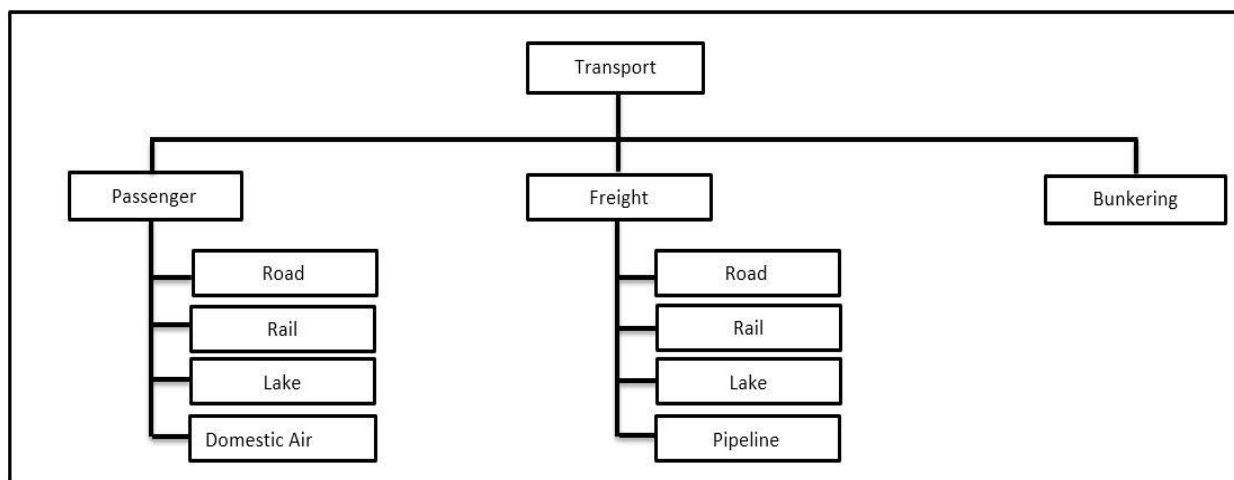 Transport
Passenger
Freight
Bunkering
Road
Rail
Lake
Domestic Air
Road
Rail
Lake
Pipeline